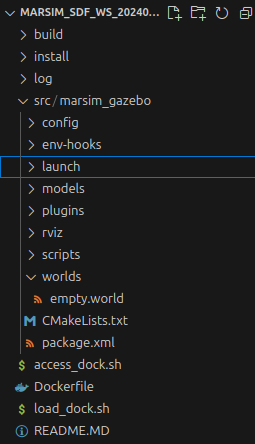 MARSIM_SDF_WS_20240...
build
install
log
src/marsim_gazebo
config
env-hooks
launch
models
plugins
rviz
scripts
worlds
empty.world
CMakeLists.txt
package.xml
access_dock.sh
Dockerfile
load_dock.sh
README.MD